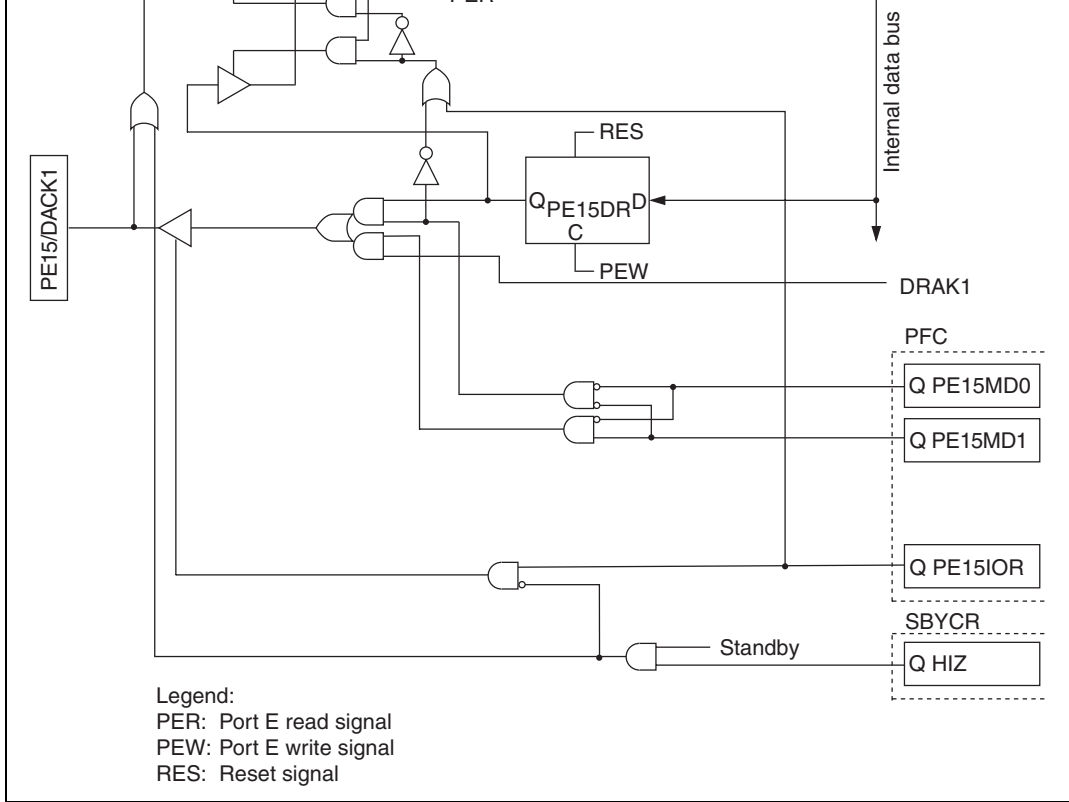 Internal data bus
RES
PE15/DACK1
Q PE15DR D
C
PEW
DRAK1
PFC
Q PE15MD0
Q PE15MD1
Q PE15IOR
SBYCR
Standby
Q HIZ
Legend:
PER: Port E read signal
PEW: Port E write signal
RES: Reset signal